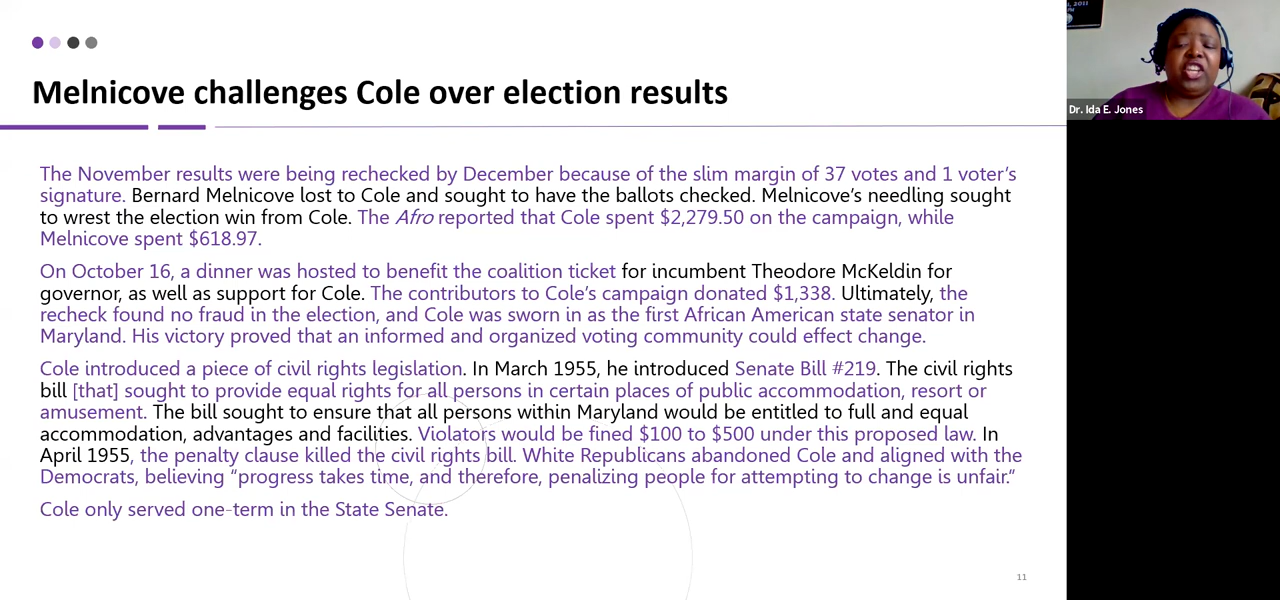 Melnicove challenges Cole over election results
The November results were being rechecked by December because of the slim margin of 37 votes and 1 voter's
signature. Bernard Melnicove lost to Cole and sought to have the ballots checked. Melnicove's needling sought
to wrest the election win from Cole. The Afro reported that Cole spent $2,279.50 on the campaign, while
Melnicove spent $618.97.
On October 16, a dinner was hosted to benefit the coalition ticket for incumbent Theodore McKeldin for
governor, as well as support for Cole. The contributors to Cole's campaign donated $1,338. Ultimately, the
recheck found no fraud in the election, and Cole was sworn in as the first African American state senator in
Maryland. His victory proved that an informed and organized voting community could effect change.
Cole introduced a piece of civil rights legislation. In March 1955, he introduced Senate Bill #219. The civil rights
bill [that] sought to provide equal rights for all persons in certain places of public accommodation, resort or
amusement. The bill sought to ensure that all persons within Maryland would be entitled to full and equal
accommodation, advantages and facilities. Violators would be fined $100 to $500 under this proposed law. In
April 1955, the penalty clause killed the civil rights bill. White Republicans abandoned Cole and aligned with the
Democrats, believing “progress takes time, and therefore, penalizing people for attempting to change is unfair.”
Cole only served one-term in the State Senate.
11
2011
Dr. Ida E. Jones